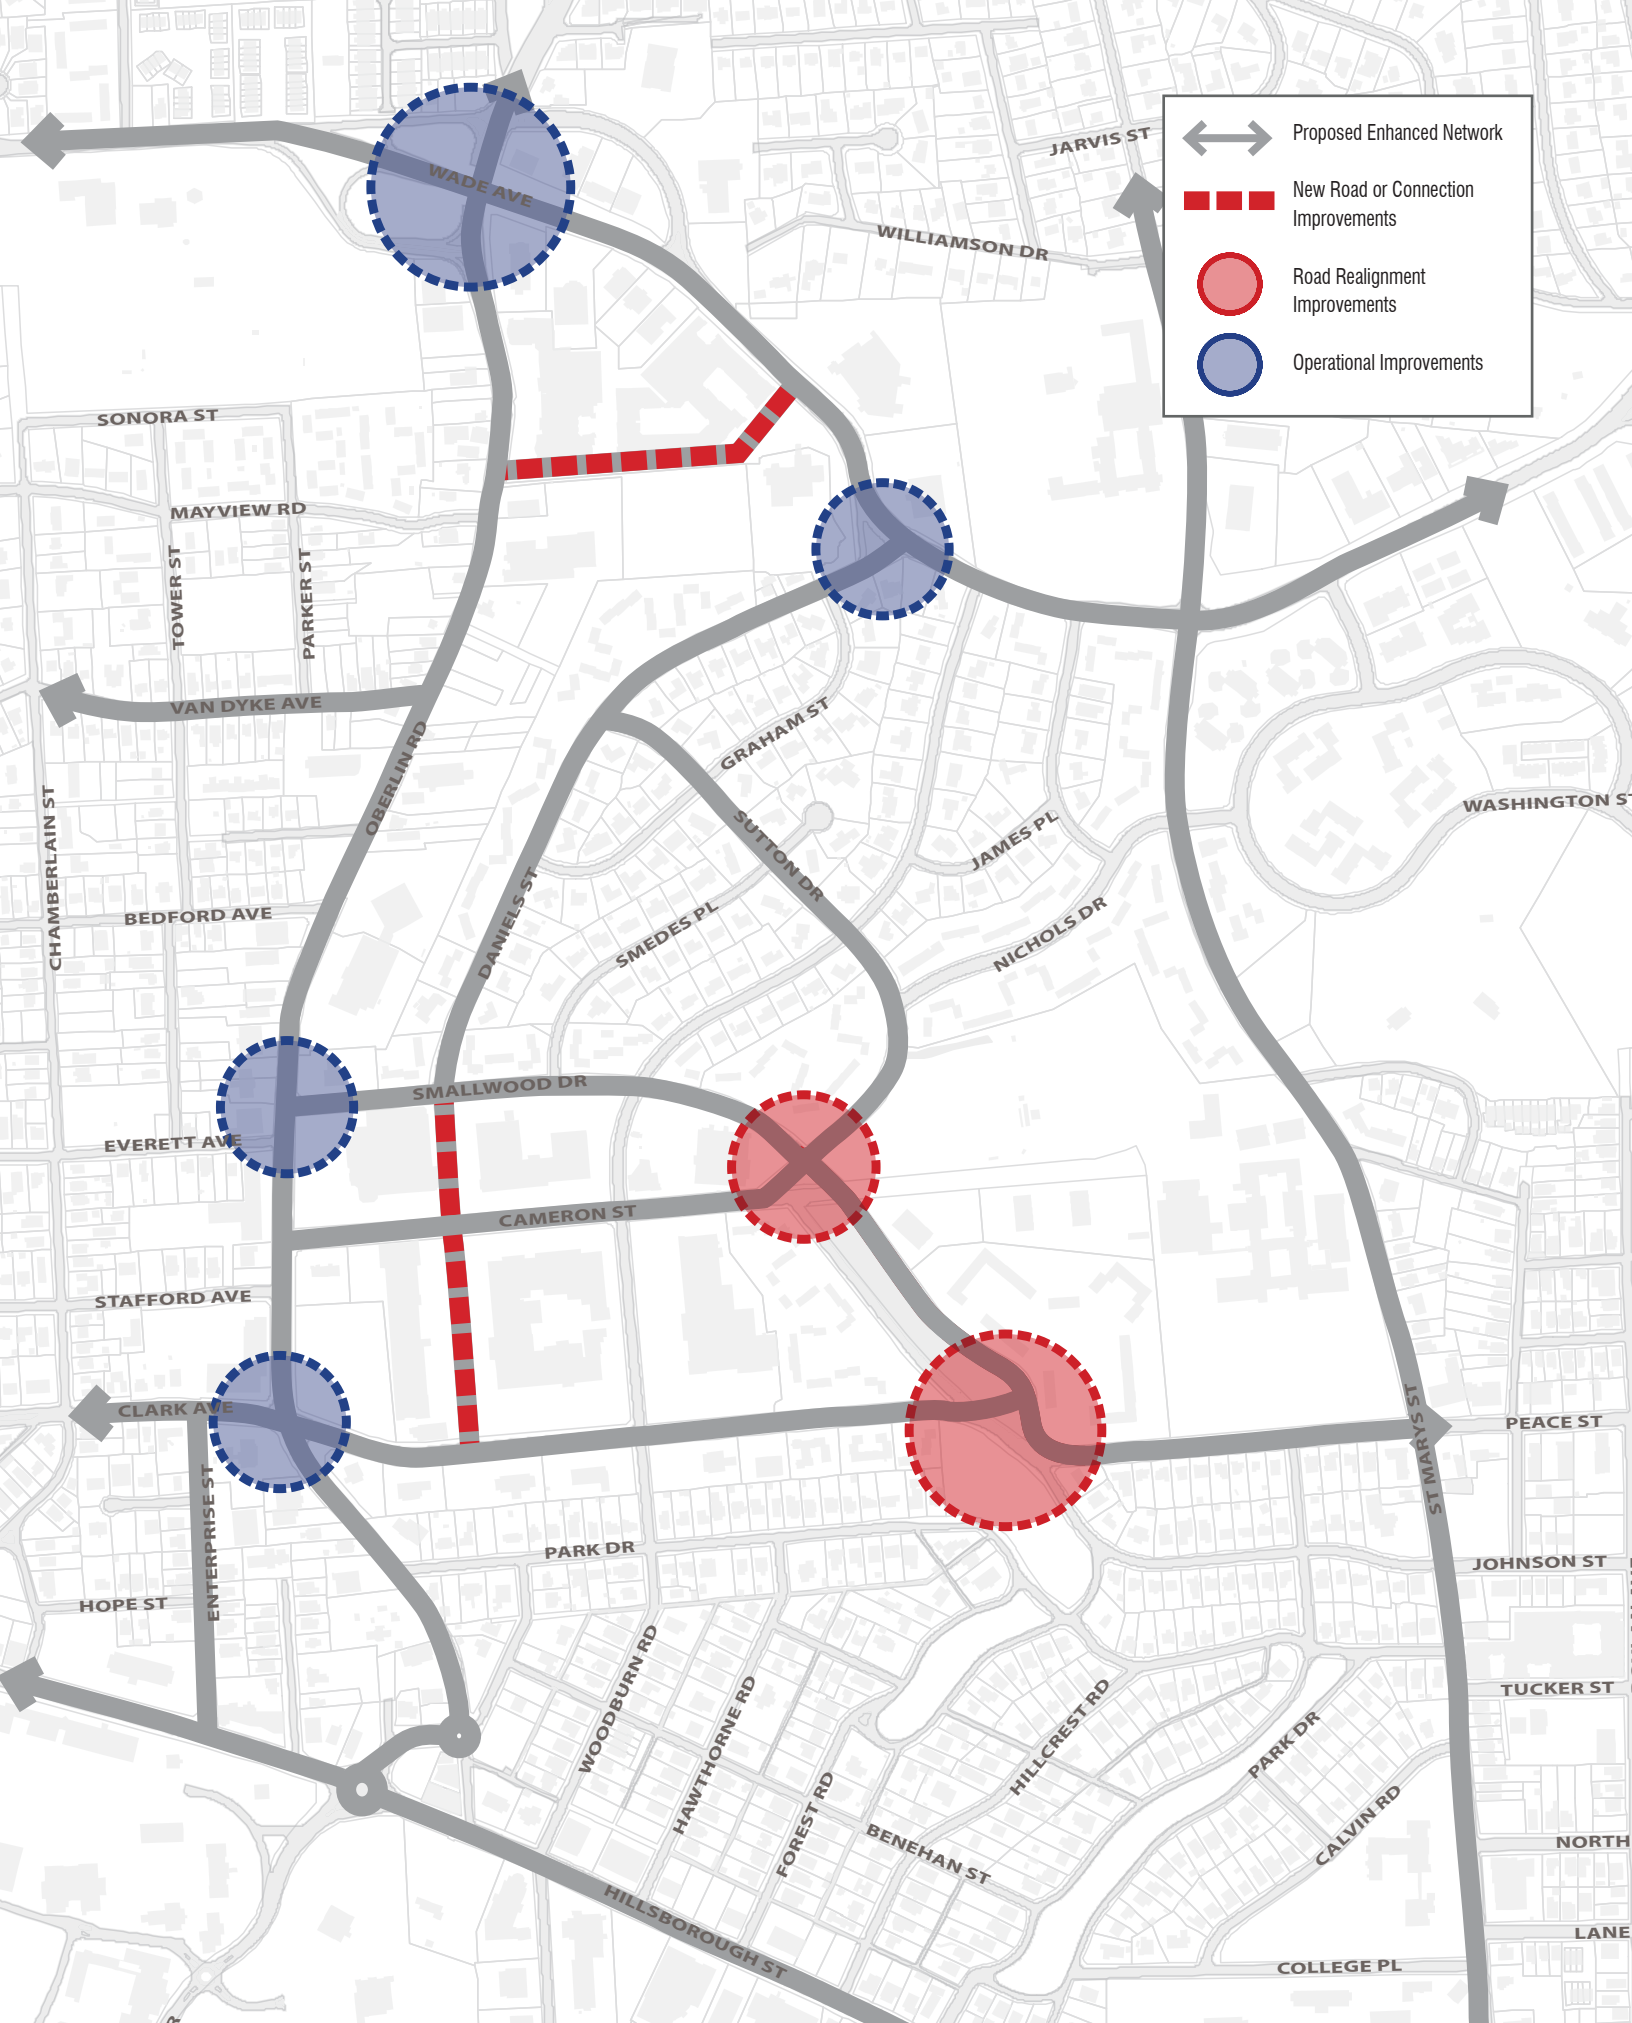 JARVIS ST
Proposed Enhanced Network
New Road or Connection
Improvements
Road Realignment
Improvements
Operational Improvements
WADE AVE
WILLIAMSON DR
SONORA ST
MAYVIEW RD
TOWER ST
PARKER ST
VAN DYKE AVE
OBERLIN RD
GRAHAM ST
CHAMBERLAIN ST
WASHINGTON ST
SUTTON DR
JAMES PL
BEDFORD AVE
DANIELS ST
SMEDES PL
NICHOLS DR
SMALLWOOD DR
EVERETT AVE
CAMERON ST
STAFFORD AVE
CLARK AVE
ST MARYS ST
PEACE ST
ENTERPRISE ST
PARK DR
JOHNSON ST
HOPE ST
WOODBURN RD
HAWTHORNE RD
HILLCREST RD
TUCKER ST
PARK DR
FOREST RD
BENEHAN ST
CALVIN RD
NORTH
HILLSBOROUGH ST
LANE
COLLEGE PL